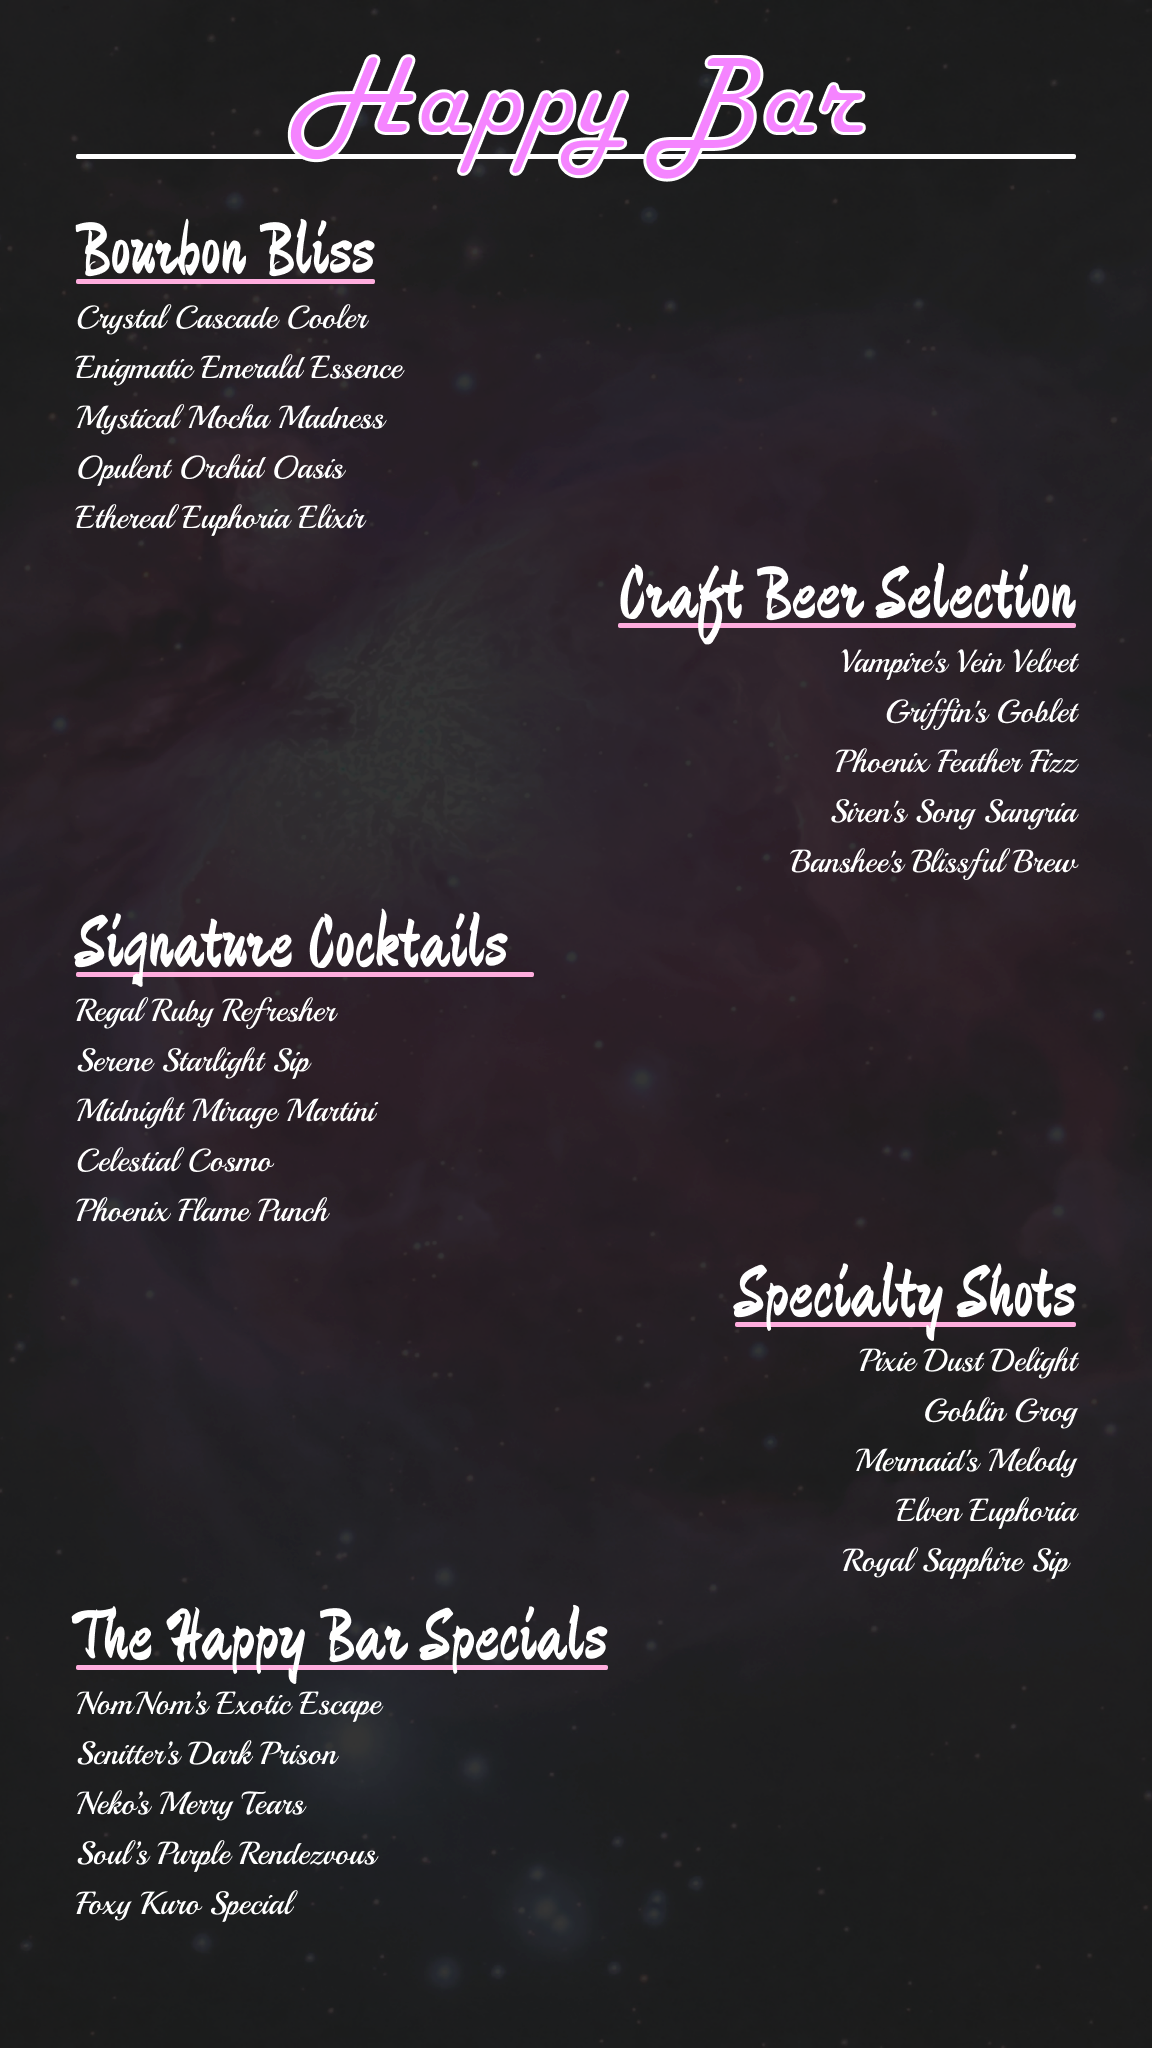 Happy Bar
Bourbon Bliss
Crystal Cascade Cooler
Enigmatic Emerald Essence
Mystical Mocha Madness
Opulent Orchid Oasis
Ethereal Euphoria Elixir
Craft Beer Selection
Vampire's Vein Velvet
Griffin's Goblet
Phoenix Feather Fizz
Siren's Song Sangria
Banshee's Blissful Brew
Signature Cocktails
Regal Ruby Refresher
Serene Starlight Sip
Midnight Mirage Martini
Celestial Cosmo
Phoenix Flame Punch
Specialty Shots
Pixie Dust Delight
Goblin Grog
Mermaid's Melody
Elven Euphoria
Royal Sapphire Sip
The Happy Bar Specials
NomNom's Exotic Escape
Scnitter's Dark Prison
Neko's Merry Tears
Soul's Purple Rendezvous
Foxy Kuro Special